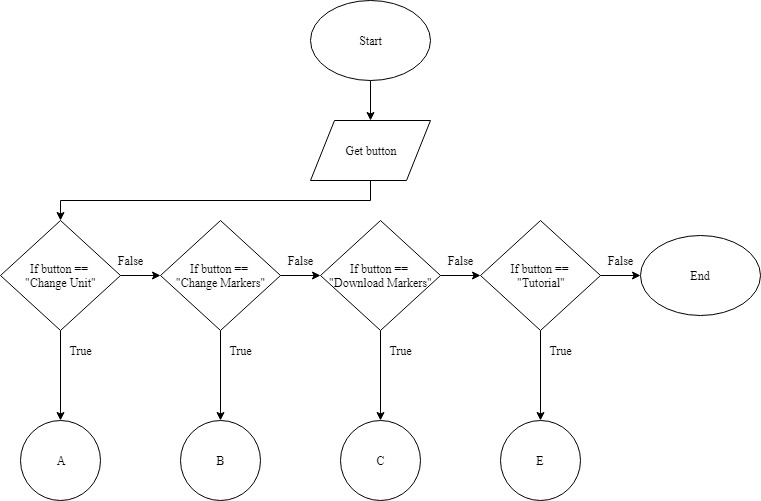 Start
Get button
If button ==
"Change Unit"
False
If button ==
"Change Markers"
False
If button ==
"Download Markers"
False
If button ==
"Tutorial"
False
End
True
True
True
True
A
B
C
E